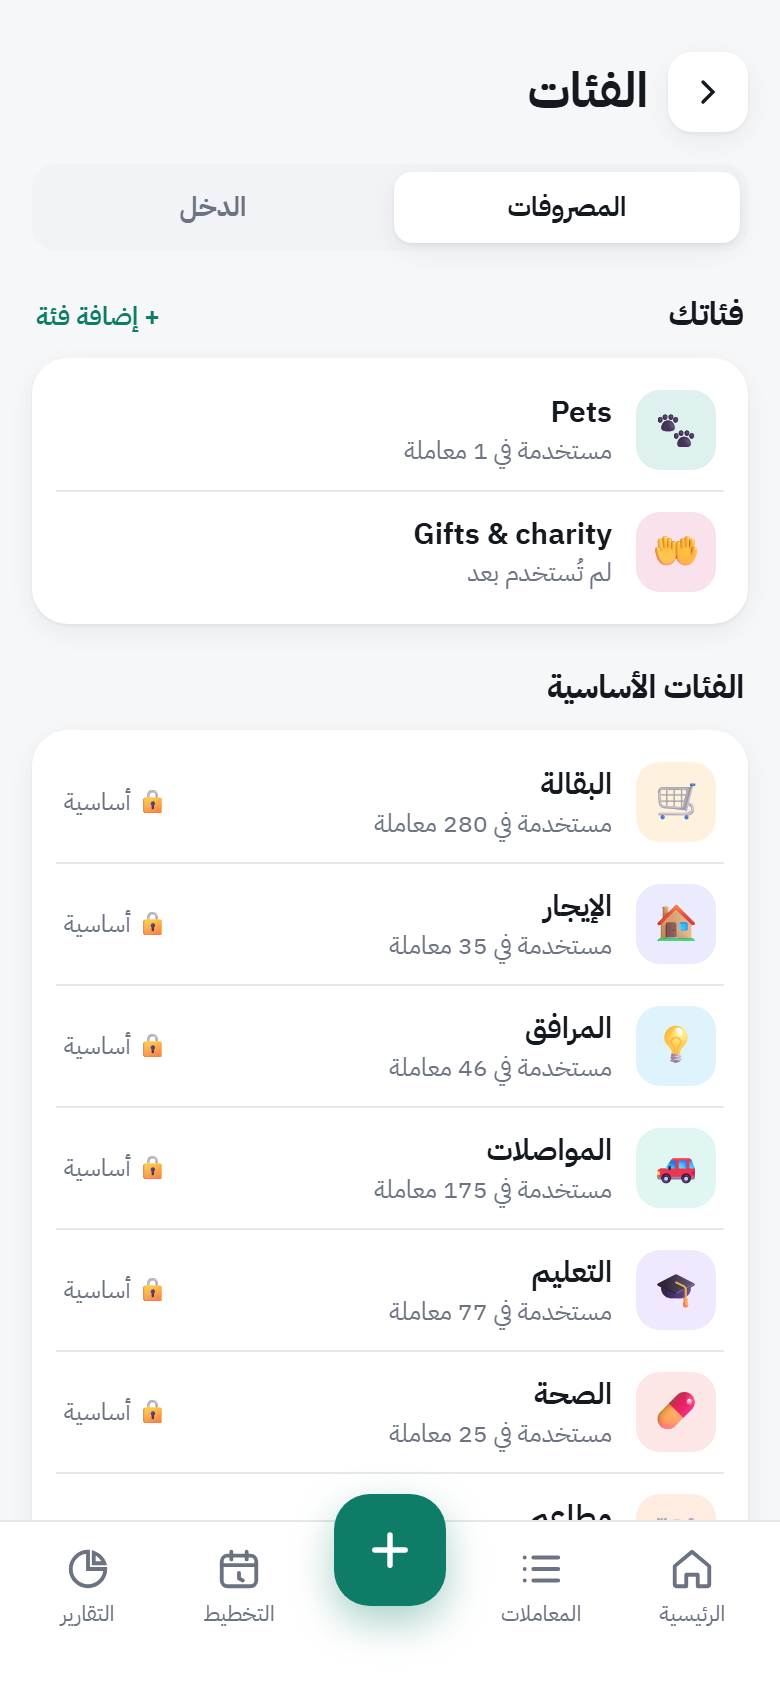 الفئات
المصروفات
الدخل
فئاتك
+ إضافة فئة
Pets
مستخدمة في 1 معاملة
Gifts & charity
لم تُستخدم بعد
الفئات الأساسية
البقالة
مستخدمة في 280 معاملة
أساسية
الإيجار
مستخدمة في 35 معاملة
أساسية
المرافق
مستخدمة في 46 معاملة
أساسية
المواصلات
مستخدمة في 175 معاملة
أساسية
التعليم
مستخدمة في 77 معاملة
أساسية
الصحة
مستخدمة في 25 معاملة
أساسية
مطاعم
الرئيسية
المعاملات
التخطيط
التقارير